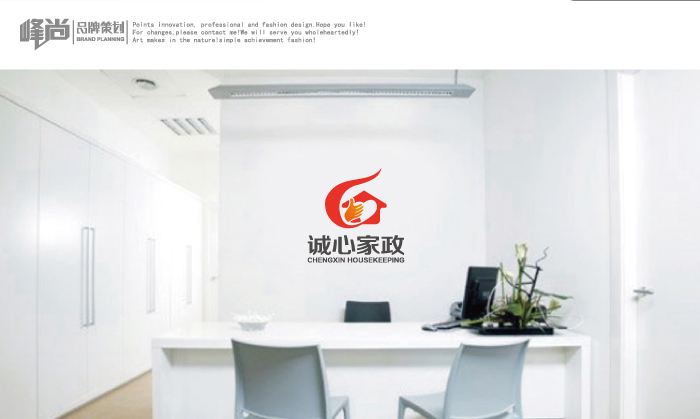 峰尚 品牌策划
BRAND PLANNING
Points innovation, professional and fashion design.Hope you like!
For changes,please contact me!We will serve you wholeheartedly!
Art makes in the nature!simple achievement fashion!
诚心家政
CHENGXIN HOUSEKEEPING